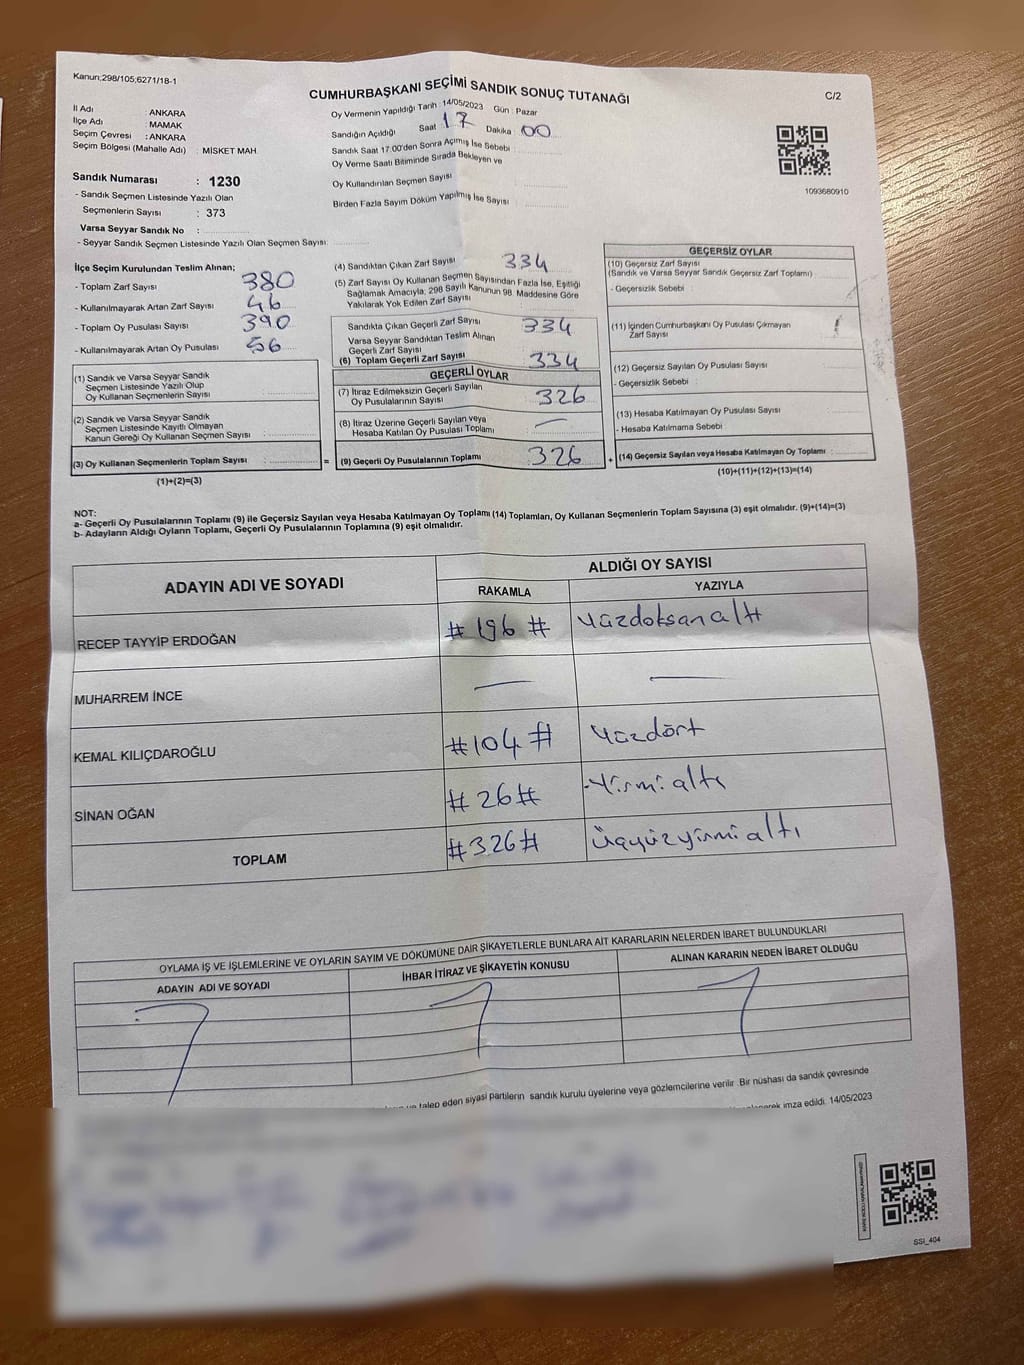 Kanun;298/105;6271/18-1
CUMHURBAŞKANI SEÇİMİ SANDIK SONUÇ TUTANAĞI
C/2
İl Adı : ANKARA
İlçe Adı : MAMAK
Seçim Çevresi : ANKARA
Seçim Bölgesi (Mahalle Adı) : MİSKET MAH.
Sandık Numarası : 1230
- Sandık Seçmen Listesinde Yazılı Olan
Seçmenlerin Sayısı : 373
Varsa Seyyar Sandık No :
- Seyyar Sandık Seçmen Listesinde Yazılı Olan Seçmen Sayısı:
Oy Vermenin Yapıldığı Tarih : 14/05/2023 Gün : Pazar
Sandığın Açıldığı Saat 17 Dakika 00
Sandık Saat 17:00'den Sonra Açımış İse Sebebi :
Oy Verme Saati Bitiminde Sırada Bekleyen ve
Oy Kullandırılan Seçmen Sayısı :
Birden Fazla Sayım Döküm Yapılmış İse Sayısı :
1093680910
İlçe Seçim Kurulundan Teslim Alınan;
- Toplam Zarf Sayısı : 380
- Kullanılmayarak Artan Zarf Sayısı : 46
- Toplam Oy Pusulası Sayısı : 390
- Kullanılmayarak Artan Oy Pusulası : 56
(1) Sandık ve Varsa Seyyar Sandık
Seçmen Listesinde Yazılı Olup
Oy Kullanan Seçmenlerin Sayısı :
(2) Sandık ve Varsa Seyyar Sandık
Seçmen Listesinde Kayıtlı Olmayan
Kanun Gereği Oy Kullanan Seçmen Sayısı :
(3) Oy Kullanan Seçmenlerin Toplam Sayısı :
(1)+(2)=(3)
(4) Sandıktan Çıkan Zarf Sayısı : 334
(5) Zarf Sayısı Oy Kullanan Seçmen Sayısından Fazla İse, Eşitliği
Sağlamak Amacıyla, 298 Sayılı Kanunun 98. Maddesine Göre
Yakılarak Yok Edilen Zarf Sayısı :
Sandıkta Çıkan Geçerli Zarf Sayısı : 334
Varsa Seyyar Sandıktan Teslim Alınan
Geçerli Zarf Sayısı :
(6) Toplam Geçerli Zarf Sayısı : 334
GEÇERLİ OYLAR
(7) İtiraz Edilmeksizin Geçerli Sayılan
Oy Pusulalarının Sayısı : 326
(8) İtiraz Üzerine Geçerli Sayılan veya
Hesaba Katılan Oy Pusulası Toplamı : —
= (9) Geçerli Oy Pusulalarının Toplamı : 326
GEÇERSİZ OYLAR
(10) Geçersiz Zarf Sayısı
(Sandık ve Varsa Seyyar Sandık Geçersiz Zarf Toplamı) :
- Geçersizlik Sebebi :
(11) İçinden Cumhurbaşkanı Oy Pusulası Çıkmayan
Zarf Sayısı :
(12) Geçersiz Sayılan Oy Pusulası Sayısı :
- Geçersizlik Sebebi :
(13) Hesaba Katılmayan Oy Pusulası Sayısı :
- Hesaba Katılmama Sebebi :
+ (14) Geçersiz Sayılan veya Hesaba Katılmayan Oy Toplamı :
(10)+(11)+(12)+(13)=(14)
NOT:
a- Geçerli Oy Pusulalarının Toplamı (9) ile Geçersiz Sayılan veya Hesaba Katılmayan Oy Toplamı (14) Toplamları, Oy Kullanan Seçmenlerin Toplam Sayısına (3) eşit olmalıdır. (9)+(14)=(3)
b- Adayların Aldığı Oyların Toplamı, Geçerli Oy Pusulalarının Toplamına (9) eşit olmalıdır.
ADAYIN ADI VE SOYADI
ALDIĞI OY SAYISI
RAKAMLA YAZIYLA
RECEP TAYYİP ERDOĞAN #196# Yüzdoksanaltı
MUHARREM İNCE — —
KEMAL KILIÇDAROĞLU #104# Yüzdört
SİNAN OĞAN #26# Yirmialtı
TOPLAM #326# Üçyüzyirmialtı
OYLAMA İŞ VE İŞLEMLERİNE VE OYLARIN SAYIM VE DÖKÜMÜNE DAİR ŞİKAYETLERLE BUNLARA AİT KARARLARIN NELERDEN İBARET BULUNDUKLARI
ADAYIN ADI VE SOYADI İHBAR İTİRAZ VE ŞİKAYETİN KONUSU ALINAN KARARIN NEDEN İBARET OLDUĞU
talep eden siyasi partilerin sandık kurulu üyelerine veya gözlemcilerine verilir. Bir nüshası da sandık çevresinde
imza edildi. 14/05/2023
SSI_404